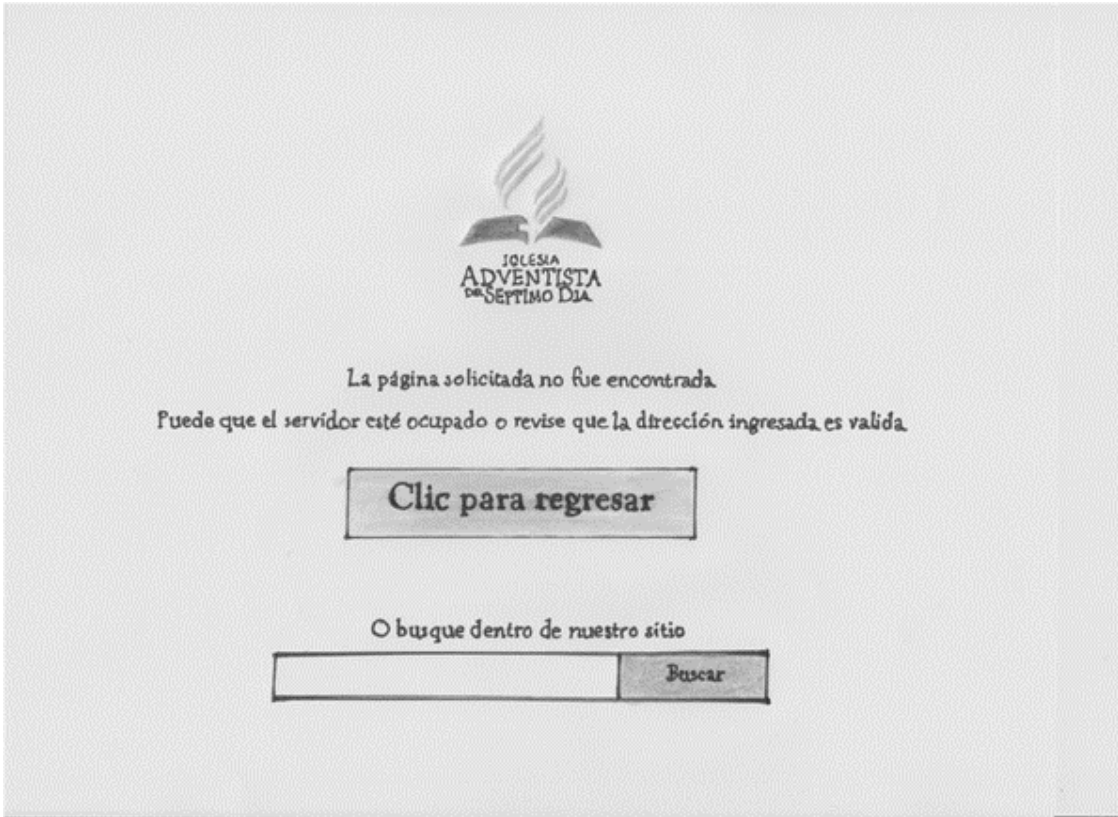 IGLESIA
ADVENTISTA
DEL SEPTIMO DIA
La página solicitada no fue encontrada
Puede que el servidor esté ocupado o revise que la dirección ingresada es valida
Clic para regresar
O busque dentro de nuestro sitio
Buscar